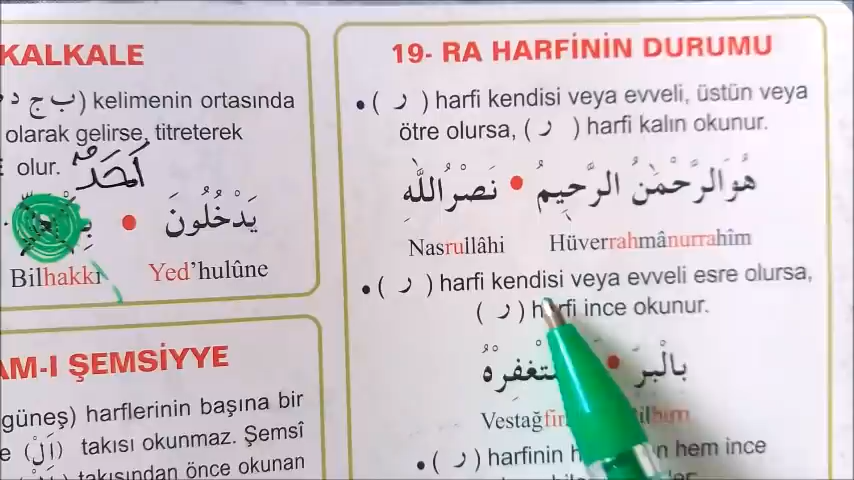 KALKALE
ب ج د ) kelimenin ortasında
olarak gelirse, titreterek
olur.
يَدْخُلُونَ
Bilhakkı Yed'hulûne
AM-I ŞEMSİYYE
güneş) harflerinin başına bir
(اَلْ) takısı okunmaz. Şemsî
takısından önce okunan
19- RA HARFİNİN DURUMU
• ( ر ) harfi kendisi veya evveli, üstün veya
ötre olursa, ( ر ) harfi kalın okunur.
هُوَالرَّحْمٰنُ الرَّحِيمُ • نَصْرُاللّٰهِ
Nasrullâhi Hüverrahmânurrahîm
• ( ر ) harfi kendisi veya evveli esre olursa,
( ر ) harfi ince okunur.
بِالْبِرِّ •
• ( ر ) harfinin hem ince